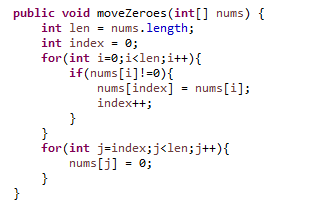 public void moveZeroes(int[] nums) {
    int len = nums.length;
    int index = 0;
    for(int i=0;i<len;i++){
        if(nums[i]!=0){
            nums[index] = nums[i];
            index++;
        }
    }
    for(int j=index;j<len;j++){
        nums[j] = 0;
    }
}